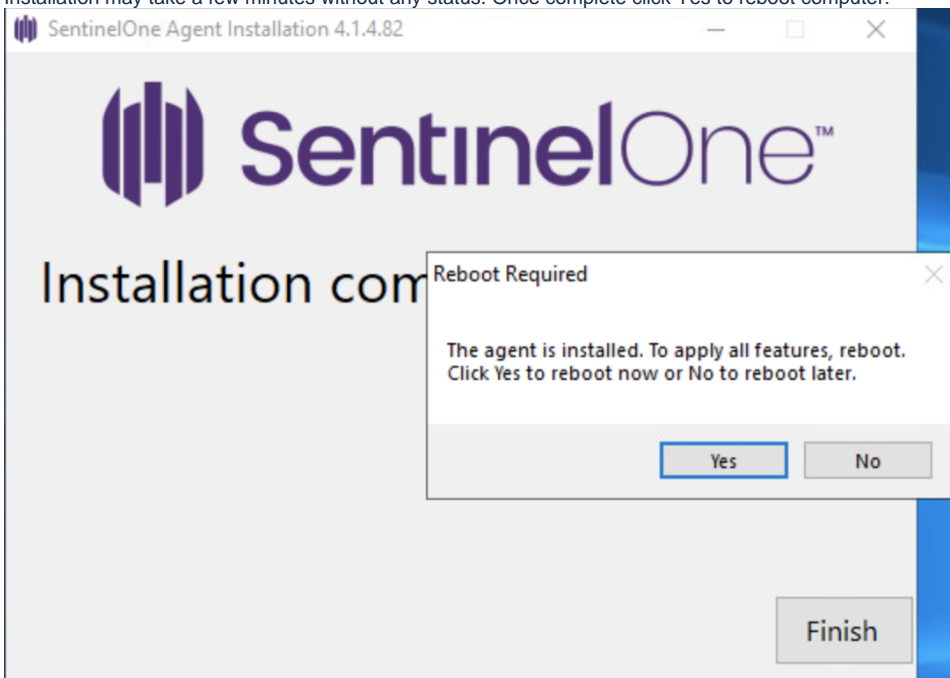 Installation may take a few minutes without any status. Once complete click Yes to reboot computer.
SentinelOne Agent Installation 4.1.4.82
SentinelOne™
Installation com
Reboot Required
The agent is installed. To apply all features, reboot.
Click Yes to reboot now or No to reboot later.
Yes
No
Finish